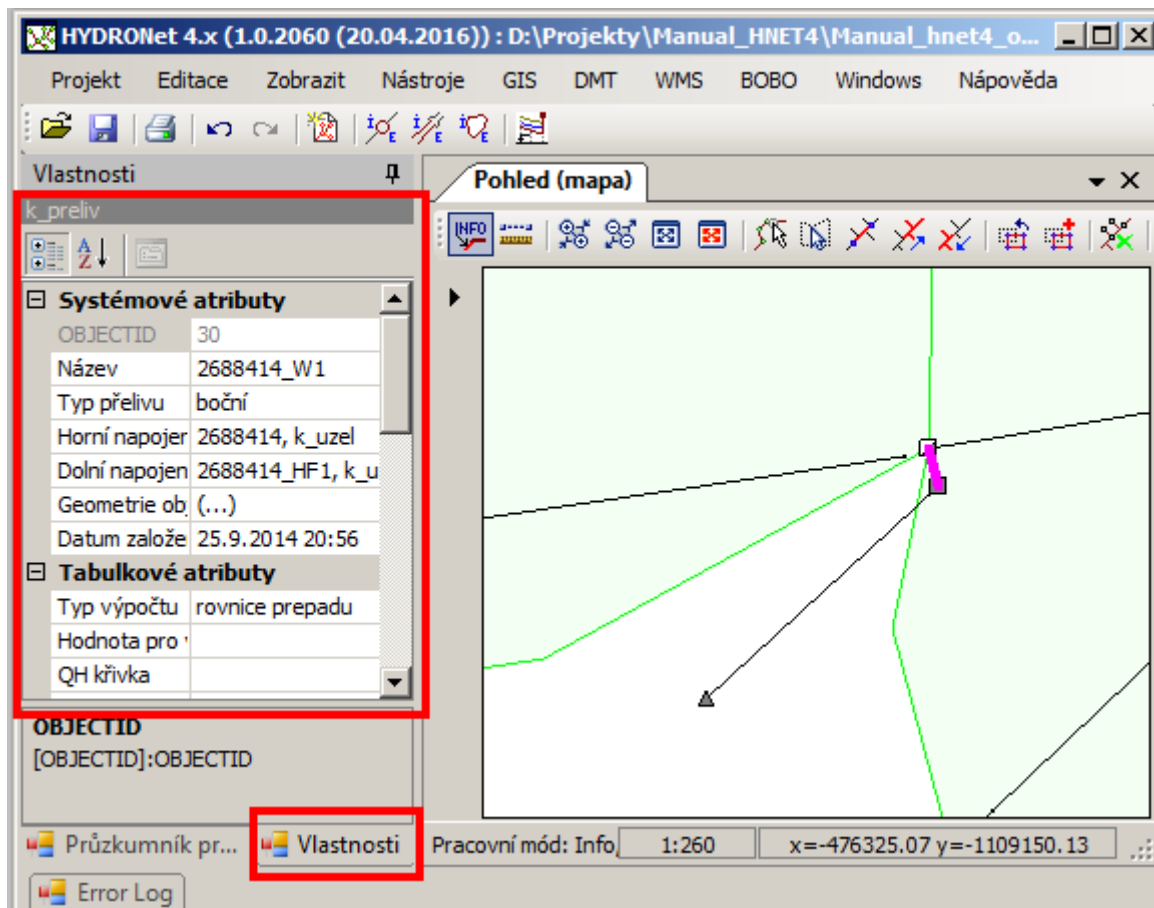 HYDRONet 4.x (1.0.2060 (20.04.2016)) : D:\Projekty\Manual_HNET4\Manual_hnet4_o...
Projekt Editace Zobrazit Nástroje GIS DMT WMS BOBO Windows Nápověda
Vlastnosti
Pohled (mapa)
k_preliv
INFO
Systémové atributy
OBJECTID 30
Název 2688414_W1
Typ přelivu boční
Horní napojer 2688414, k_uzel
Dolní napojen 2688414_HF1, k_u
Geometrie obj (...)
Datum založe 25.9.2014 20:56
Tabulkové atributy
Typ výpočtu rovnice prepadu
Hodnota pro
QH křivka
OBJECTID
[OBJECTID]:OBJECTID
Průzkumník pr... Vlastnosti
Pracovní mód: Info, 1:260 x=-476325.07 y=-1109150.13
Error Log